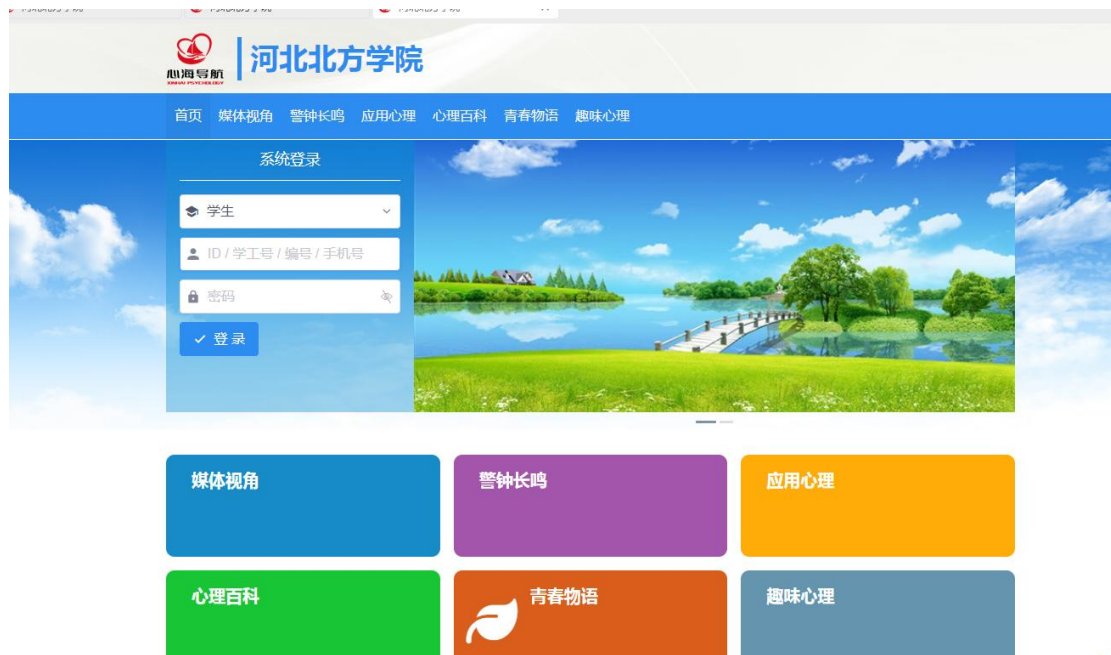 心海导航
XINHAI PSYCHOLOGY
河北北方学院
首页 媒体视角 警钟长鸣 应用心理 心理百科 青春物语 趣味心理
系统登录
学生
ID / 学工号 / 编号 / 手机号
密码
登 录
媒体视角
警钟长鸣
应用心理
心理百科
青春物语
趣味心理